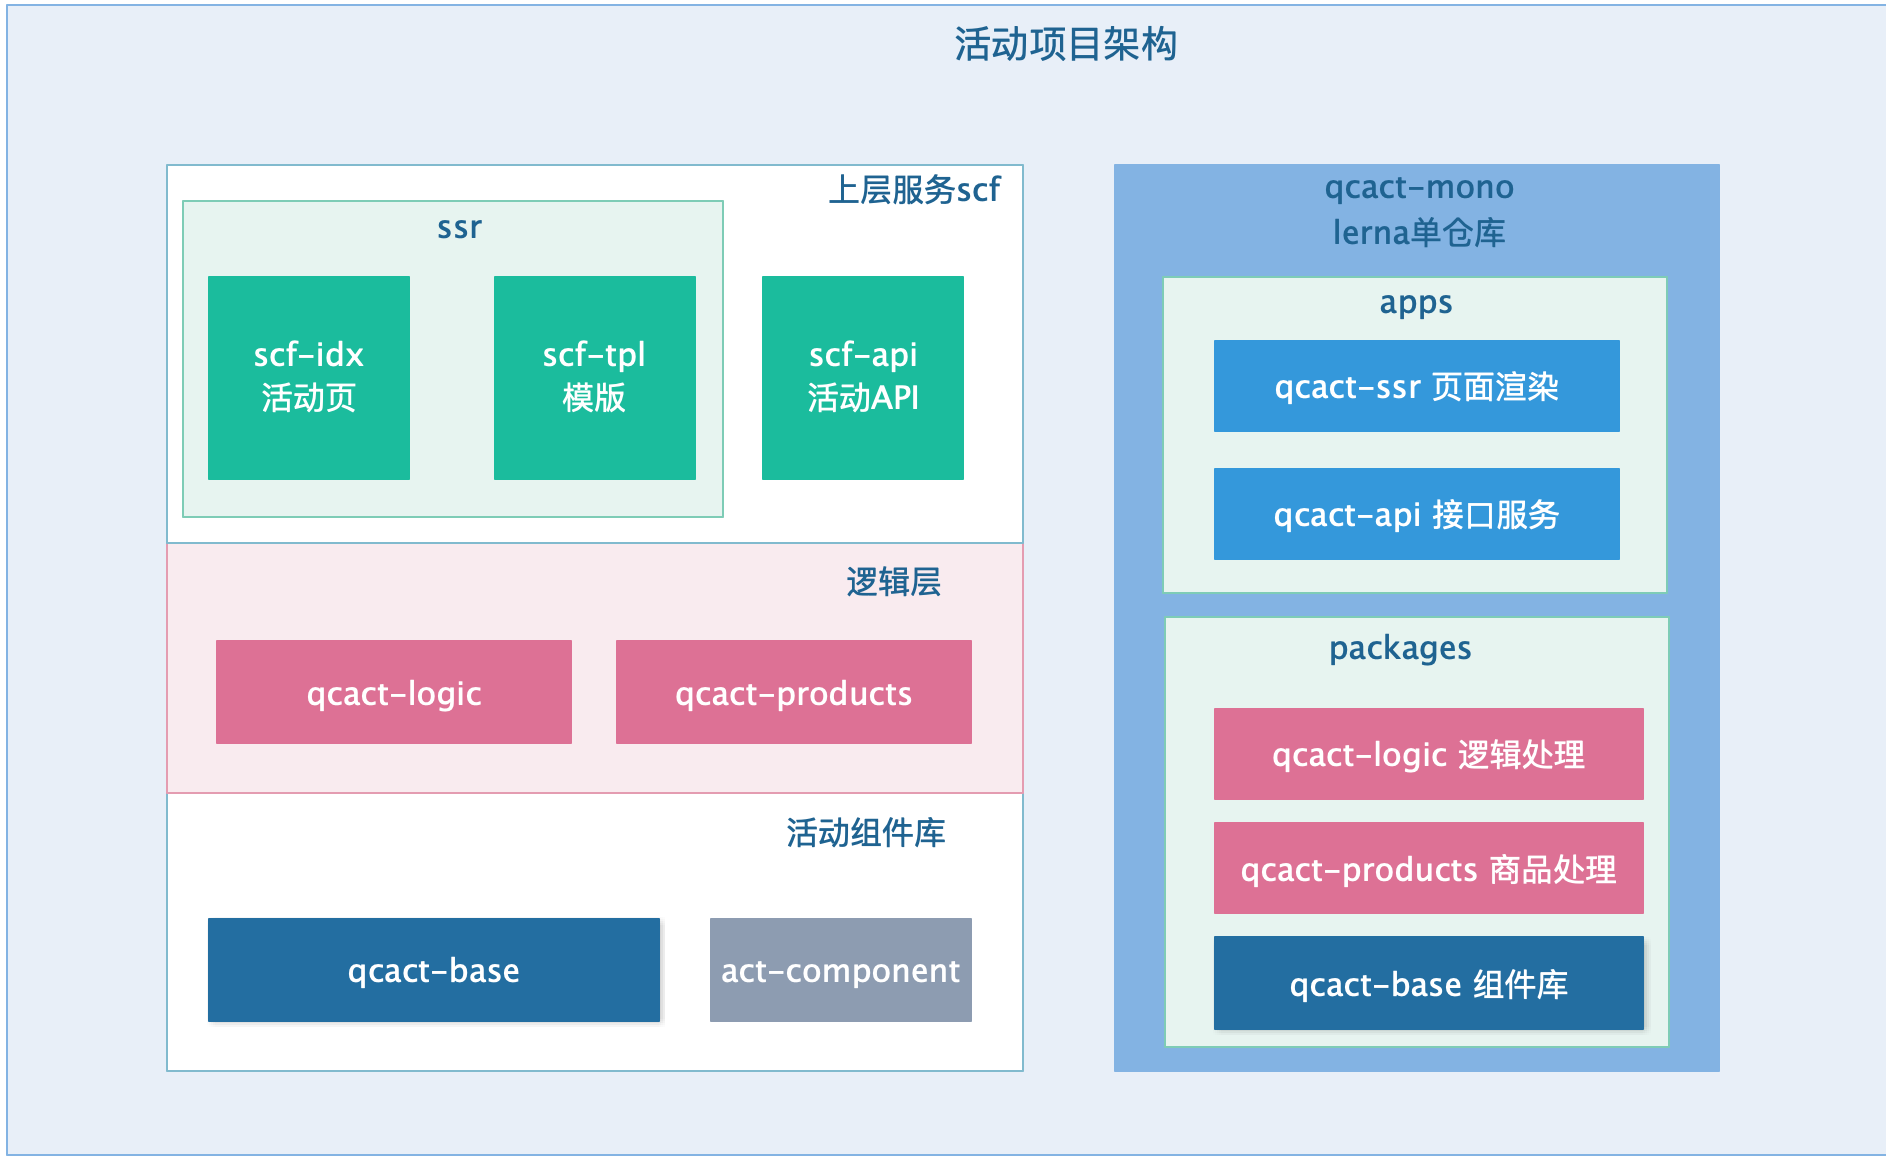 活动项目架构
上层服务scf
ssr
scf-idx
活动页
scf-tpl
模版
scf-api
活动API
逻辑层
qcact-logic
qcact-products
活动组件库
qcact-base
act-component
qcact-mono
lerna单仓库
apps
qcact-ssr 页面渲染
qcact-api 接口服务
packages
qcact-logic 逻辑处理
qcact-products 商品处理
qcact-base 组件库